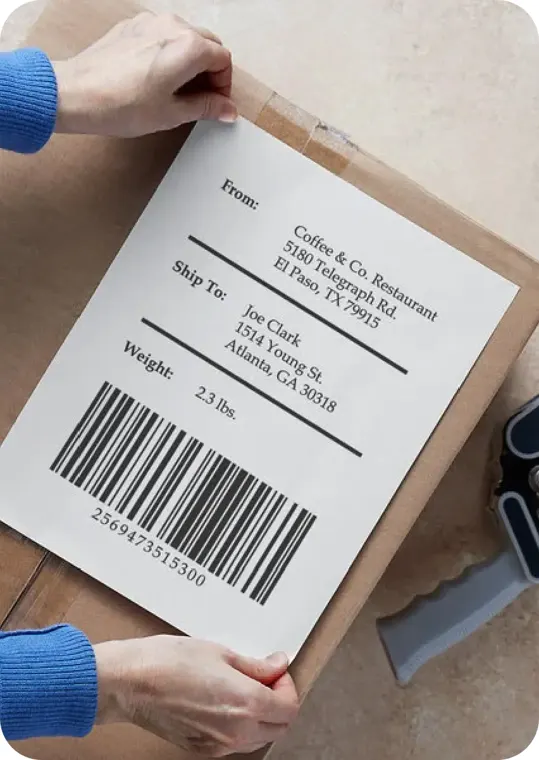 From:
Coffee & Co. Restaurant
5180 Telegraph Rd.
El Paso, TX 79915
Ship To:
Joe Clark
1514 Young St.
Atlanta, GA 30318
Weight:
2.3 lbs.
2569473515300